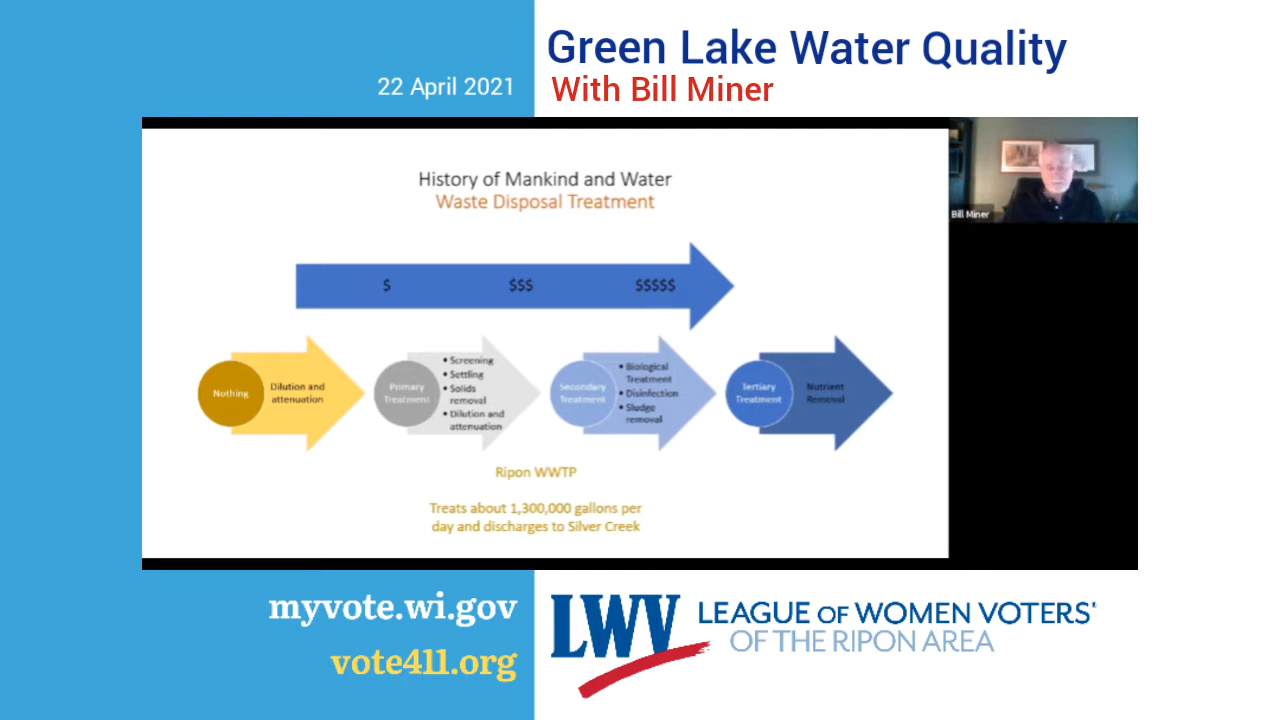 Green Lake Water Quality
22 April 2021
With Bill Miner
History of Mankind and Water
Waste Disposal Treatment
$ $$$ $$$$$
Nothing
Dilution and
attenuation
Primary
Treatment
• Screening
• Settling
• Solids
removal
• Dilution and
attenuation
Secondary
Treatment
• Biological
Treatment
• Disinfection
• Sludge
removal
Tertiary
Treatment
Nutrient
Removal
Ripon WWTP
Treats about 1,300,000 gallons per
day and discharges to Silver Creek
Bill Miner
myvote.wi.gov
vote411.org
LWV
LEAGUE OF WOMEN VOTERS'
OF THE RIPON AREA